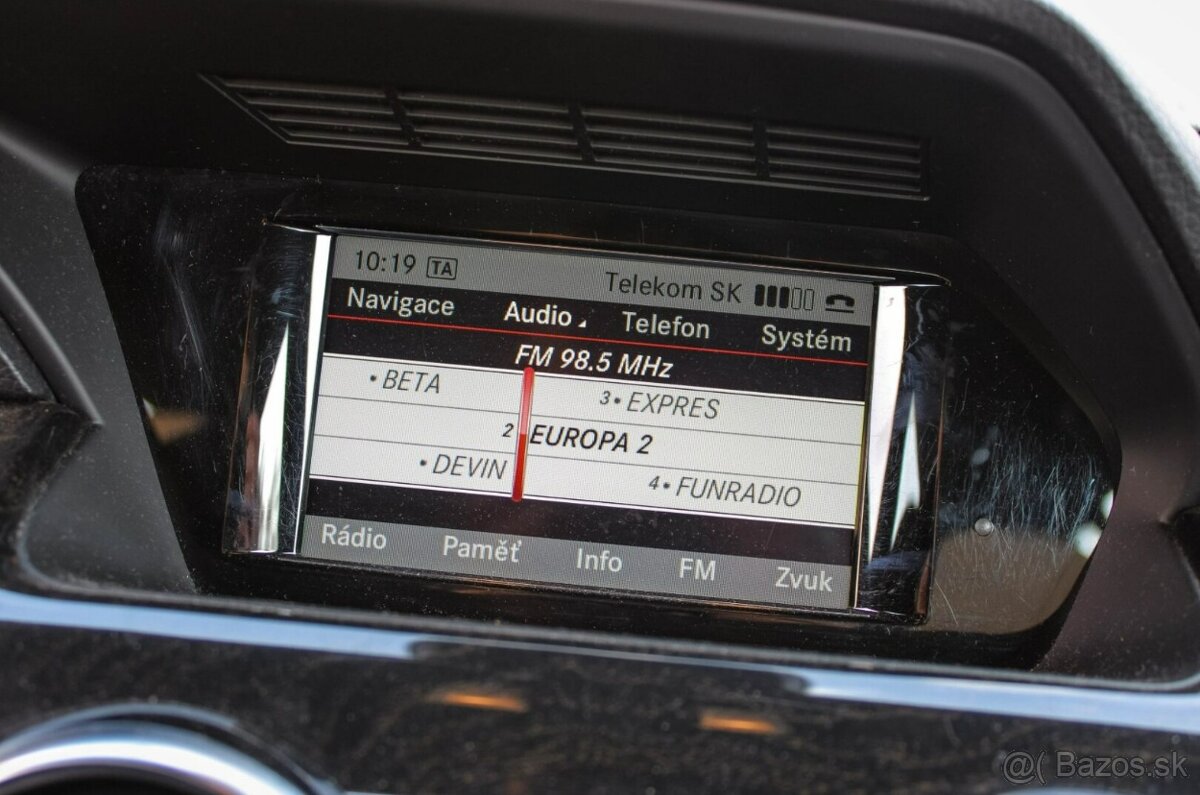 10:19 TA Telekom SK
Navigace Audio Telefon Systém
FM 98.5 MHz
• BETA 3• EXPRES
2 EUROPA 2
• DEVIN 4• FUNRADIO
Rádio Paměť Info FM Zvuk
@( Bazos.sk